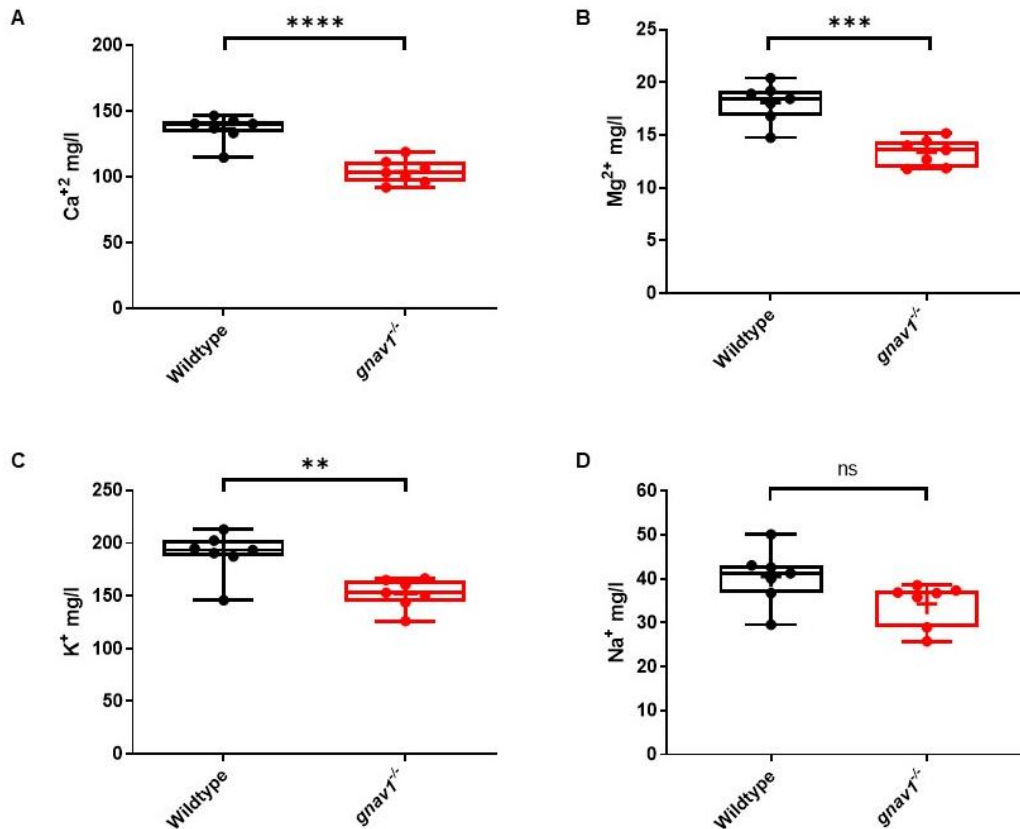 A
****
200
150
100
50
0
Ca⁺² mg/l
Wildtype
gnav1⁻/⁻
B
***
25
20
15
10
5
0
Mg²⁺ mg/l
Wildtype
gnav1⁻/⁻
C
**
250
200
150
100
50
0
K⁺ mg/l
Wildtype
gnav1⁻/⁻
D
ns
60
50
40
30
20
10
0
Na⁺ mg/l
Wildtype
gnav1⁻/⁻